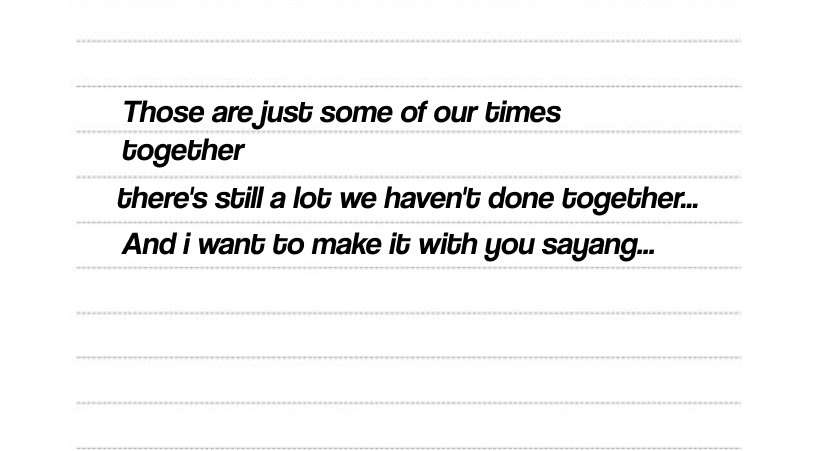 Those are just some of our times
together
there's still a lot we haven't done together...
And i want to make it with you sayang...